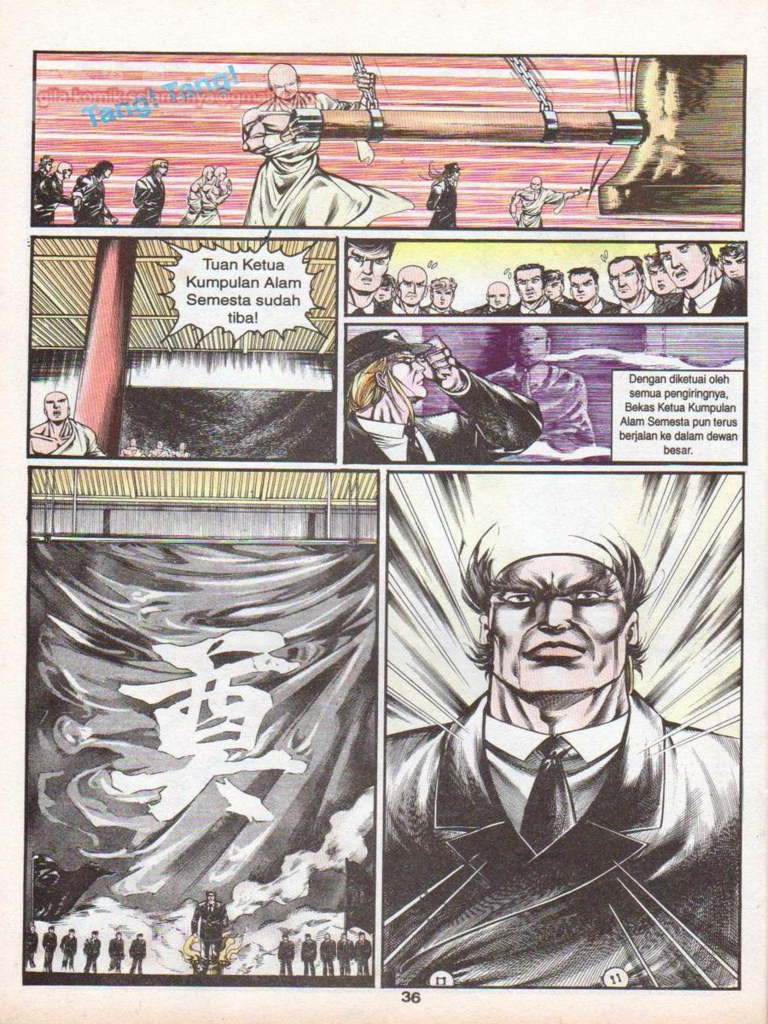 Tang! Tang!
Tuan Ketua
Kumpulan Alam
Semesta sudah
tiba!
Dengan diketuai oleh
semua pengiringnya,
Bekas Ketua Kumpulan
Alam Semesta pun terus
berjalan ke dalam dewan
besar.
奠
36